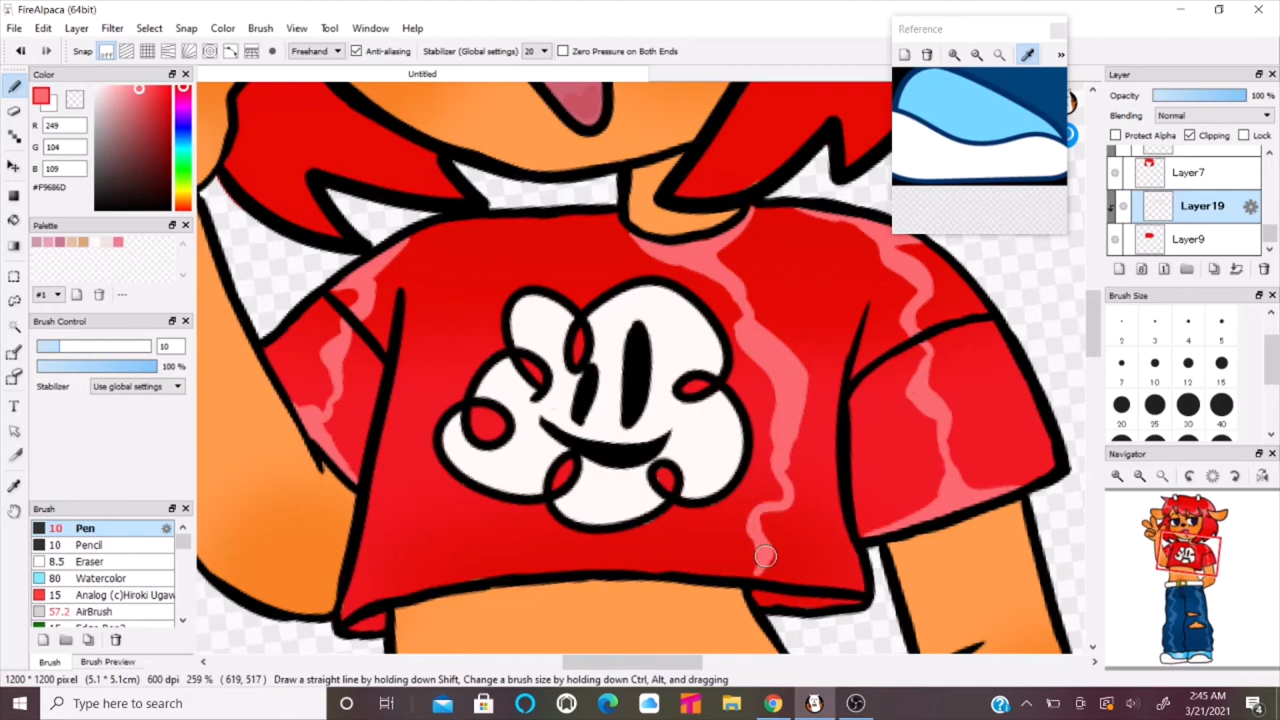 FireAlpaca (64bit)
File Edit Layer Filter Select Snap Color Brush View Tool Window Help
Snap off Freehand Anti-aliasing Stabilizer (Global settings) 20 Zero Pressure on Both Ends
Untitled
Reference
»
Color
R 249
G 104
B 109
#F9686D
Palette
#1
Brush Control
10
100 %
Stabilizer Use global settings
Brush
10 Pen
10 Pencil
8.5 Eraser
80 Watercolor
15 Analog (c)Hiroki Ugaw
57.2 AirBrush
Brush Brush Preview
Layer
Opacity 100 %
Blending Normal
Protect Alpha Clipping Lock
Layer7
Layer19
Layer9
Brush Size
2 3 4 5
7 10 12 15
20 25 30 40
Navigator
1200 * 1200 pixel (5.1 * 5.1cm) 600 dpi 259 % ( 619, 517 ) Draw a straight line by holding down Shift, Change a brush size by holding down Ctrl, Alt, and dragging
Type here to search
2:45 AM
3/21/2021
4